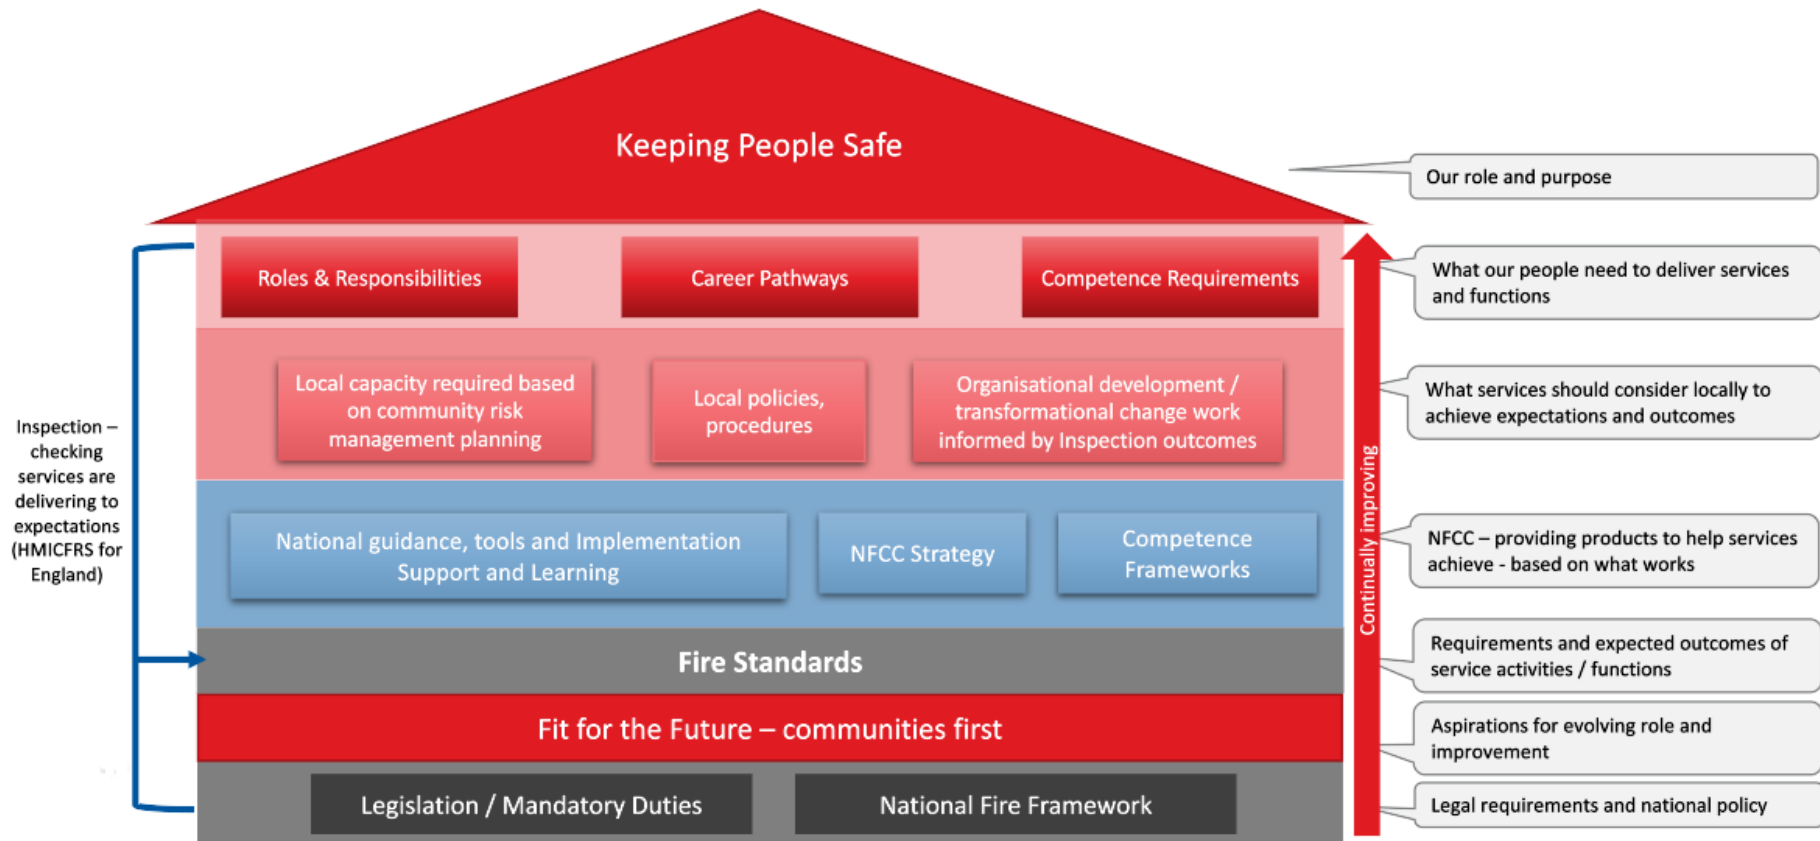 Keeping People Safe
Our role and purpose
Roles & Responsibilities
Career Pathways
Competence Requirements
What our people need to deliver services
and functions
Local capacity required based
on community risk
management planning
Local policies,
procedures
Organisational development /
transformational change work
informed by Inspection outcomes
What services should consider locally to
achieve expectations and outcomes
Inspection –
checking
services are
delivering to
expectations
(HMICFRS for
England)
Continually improving
National guidance, tools and Implementation
Support and Learning
NFCC Strategy
Competence
Frameworks
NFCC – providing products to help services
achieve - based on what works
Fire Standards
Requirements and expected outcomes of
service activities / functions
Fit for the Future – communities first
Aspirations for evolving role and
improvement
Legislation / Mandatory Duties
National Fire Framework
Legal requirements and national policy